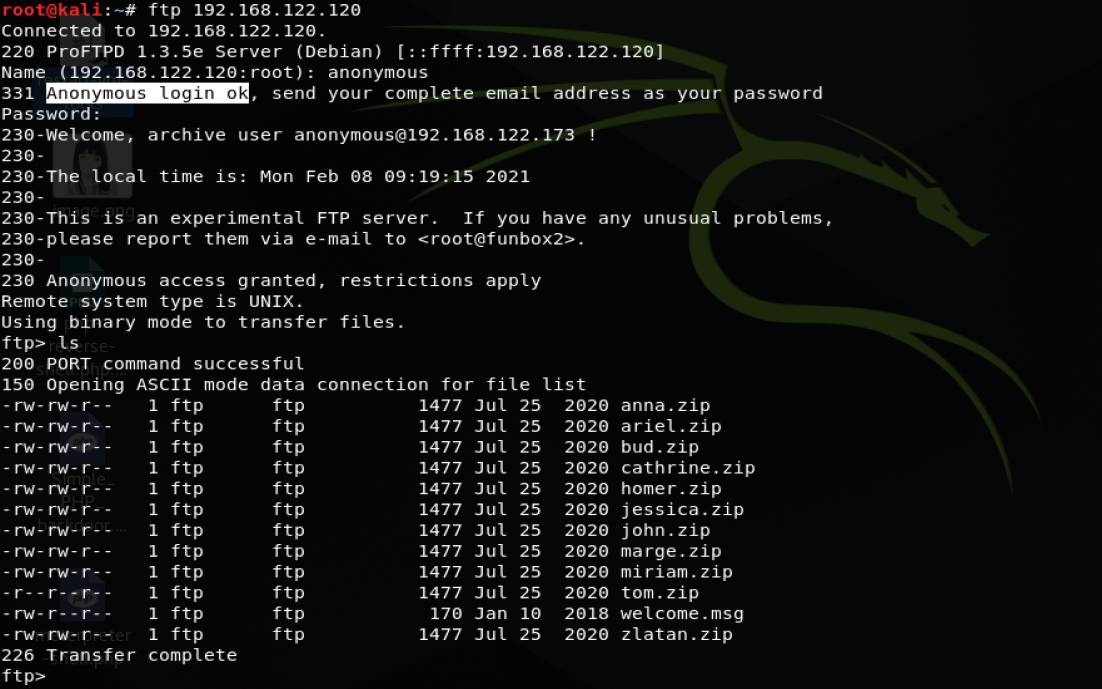 root@kali:~# ftp 192.168.122.120
Connected to 192.168.122.120.
220 ProFTPD 1.3.5e Server (Debian) [::ffff:192.168.122.120]
Name (192.168.122.120:root): anonymous
331 Anonymous login ok, send your complete email address as your password
Password:
230-Welcome, archive user anonymous@192.168.122.173 !
230-
230-The local time is: Mon Feb 08 09:19:15 2021
230-
image.png
230-This is an experimental FTP server.  If you have any unusual problems,
230-please report them via e-mail to <root@funbox2>.
230-
230 Anonymous access granted, restrictions apply
Remote system type is UNIX.
Using binary mode to transfer files.
ftp> ls
reverse-
200 PORT command successful
shell.php....
150 Opening ASCII mode data connection for file list
-rw-rw-r--   1 ftp      ftp          1477 Jul 25  2020 anna.zip
-rw-rw-r--   1 ftp      ftp          1477 Jul 25  2020 ariel.zip
-rw-rw-r--   1 ftp      ftp          1477 Jul 25  2020 bud.zip
-rw-rw-r--   1 ftp      ftp          1477 Jul 25  2020 cathrine.zip
Simple_
-rw-rw-r--   1 ftp      ftp          1477 Jul 25  2020 homer.zip
PHP_
-rw-rw-r--   1 ftp      ftp          1477 Jul 25  2020 jessica.zip
backdoor....
-rw-rw-r--   1 ftp      ftp          1477 Jul 25  2020 john.zip
-rw-rw-r--   1 ftp      ftp          1477 Jul 25  2020 marge.zip
-rw-rw-r--   1 ftp      ftp          1477 Jul 25  2020 miriam.zip
-r--r--r--   1 ftp      ftp          1477 Jul 25  2020 tom.zip
-rw-r--r--   1 ftp      ftp           170 Jan 10  2018 welcome.msg
-rw-rw-r--   1 ftp      ftp          1477 Jul 25  2020 zlatan.zip
226 Transfer complete
ftp>